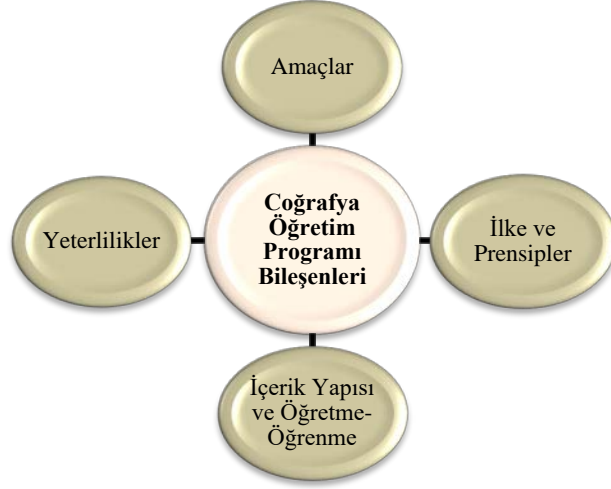 Amaçlar
Yeterlilikler
Coğrafya
Öğretim
Programı
Bileşenleri
İlke ve
Prensipler
İçerik Yapısı
ve Öğretme-
Öğrenme